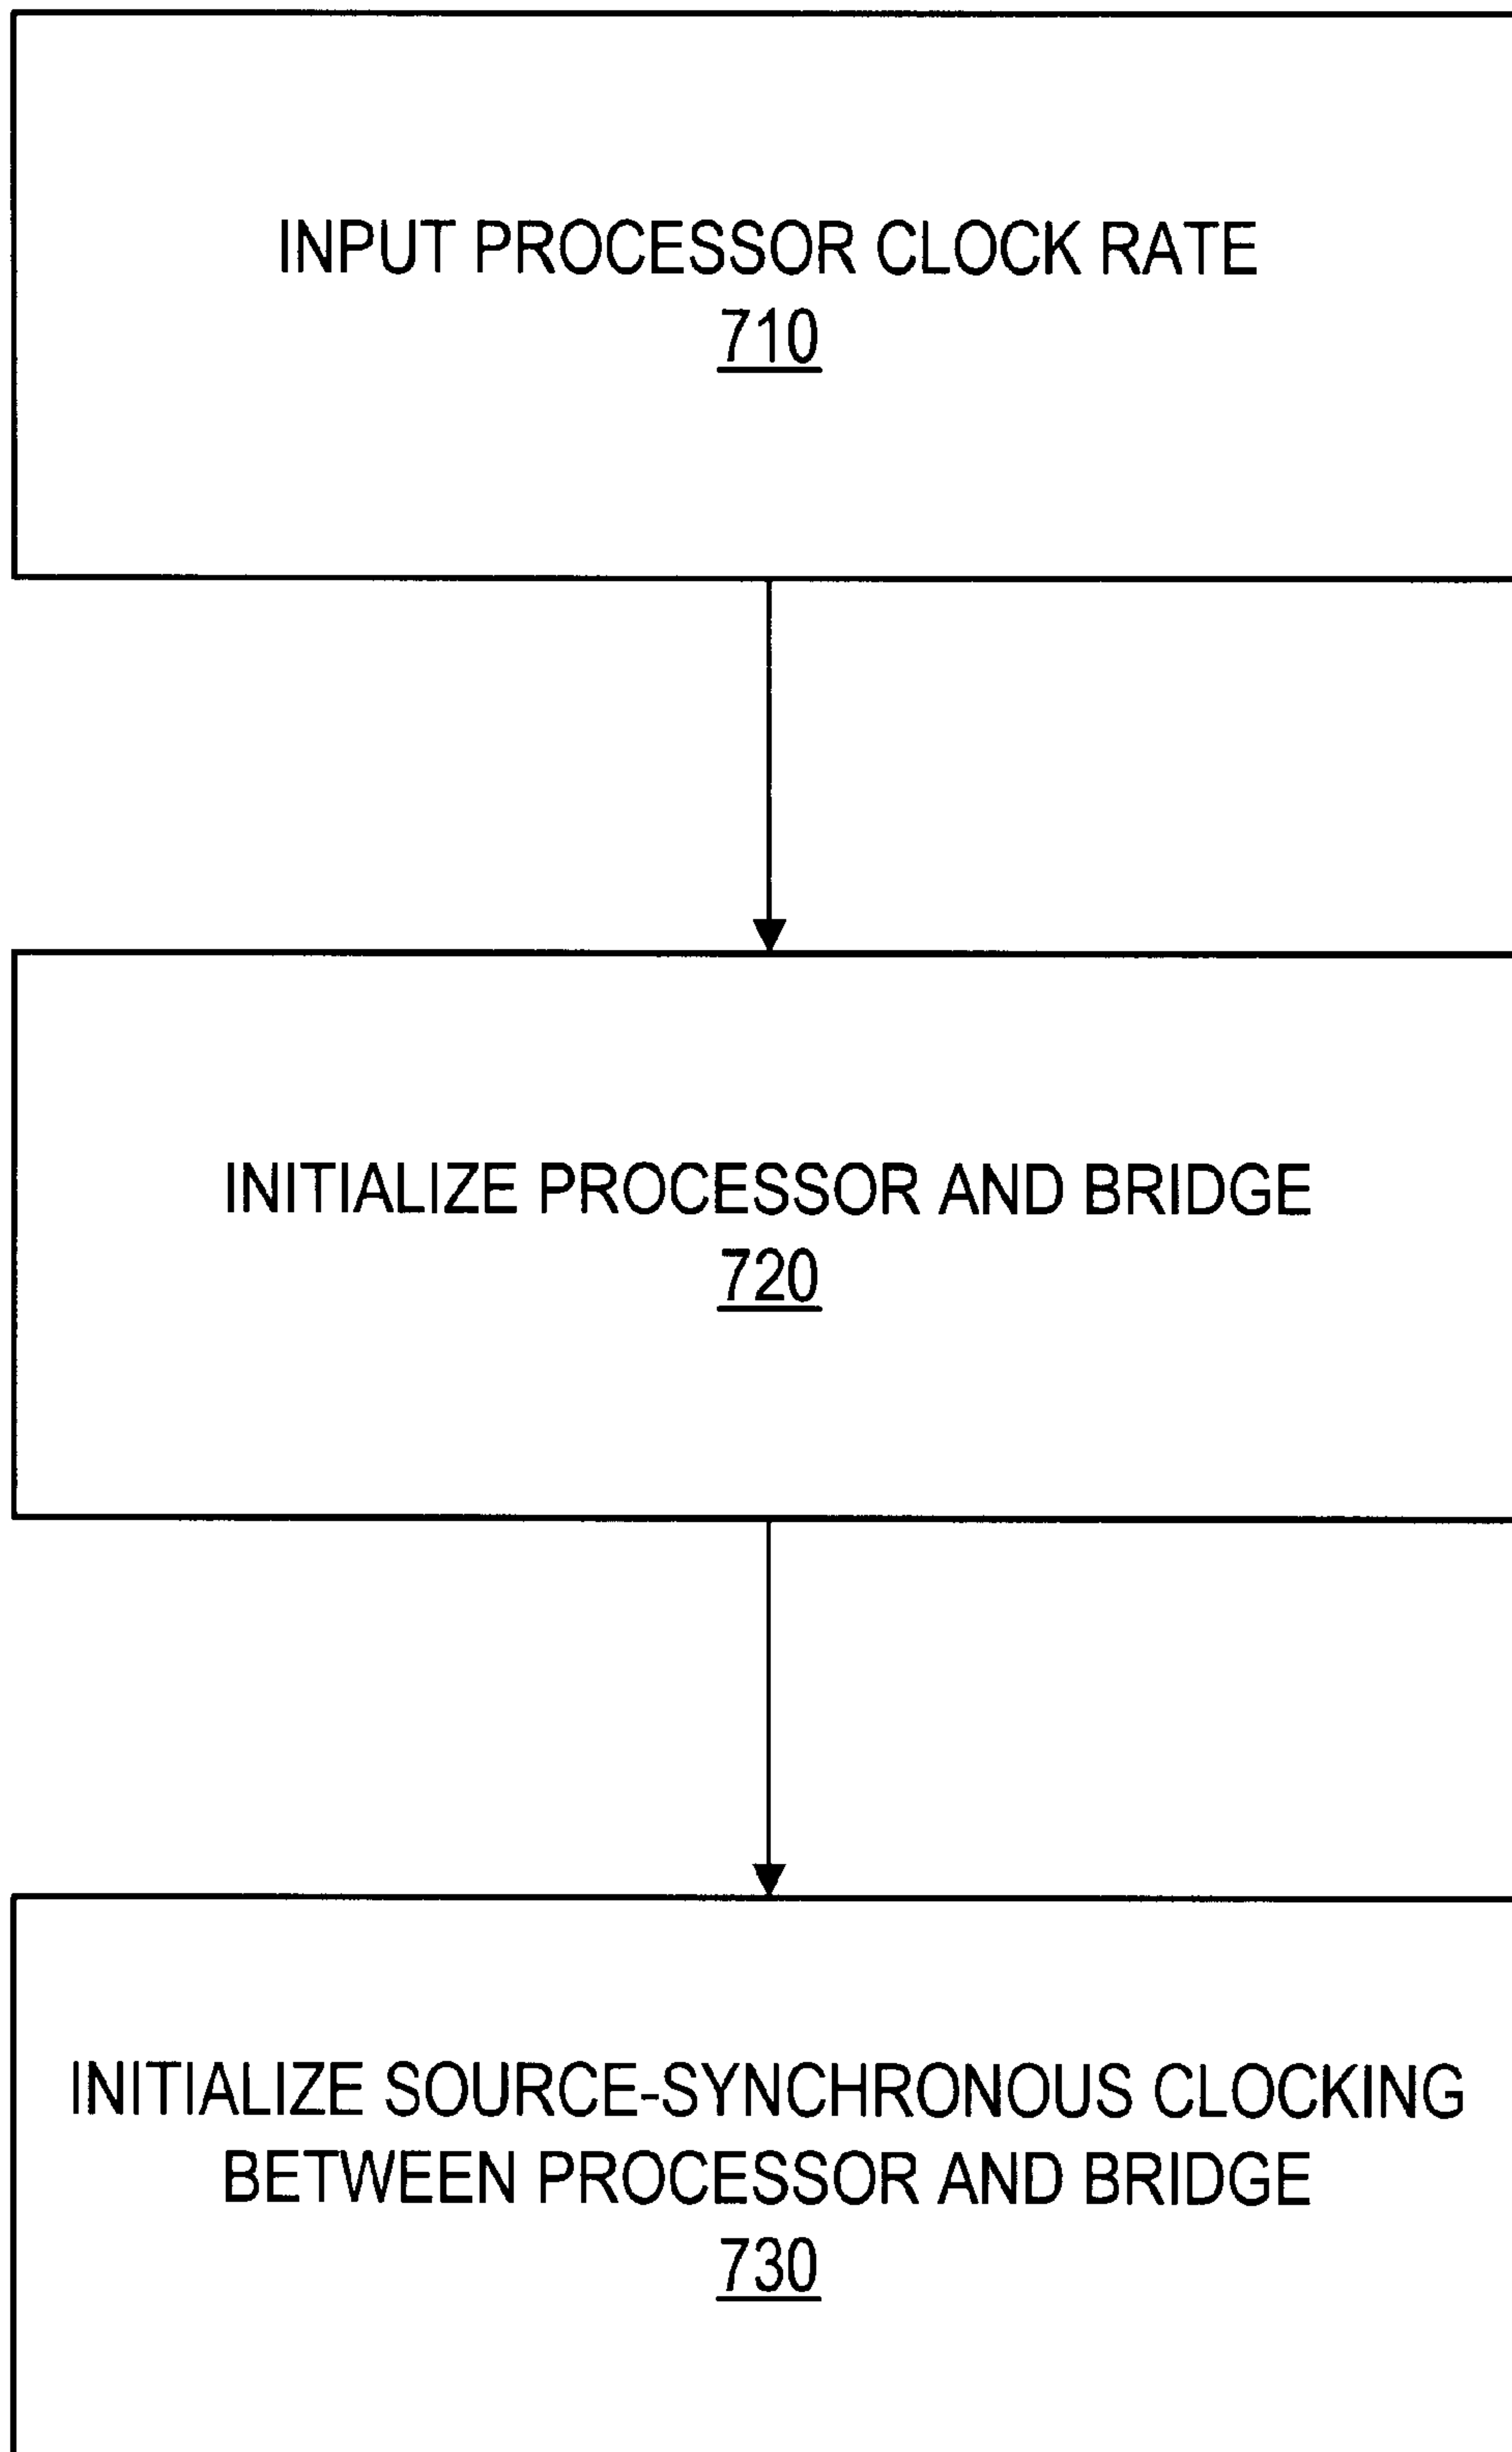 INPUT PROCESSOR CLOCK RATE
710
INITIALIZE PROCESSOR AND BRIDGE
720
INITIALIZE SOURCE-SYNCHRONOUS CLOCKING
BETWEEN PROCESSOR AND BRIDGE
730